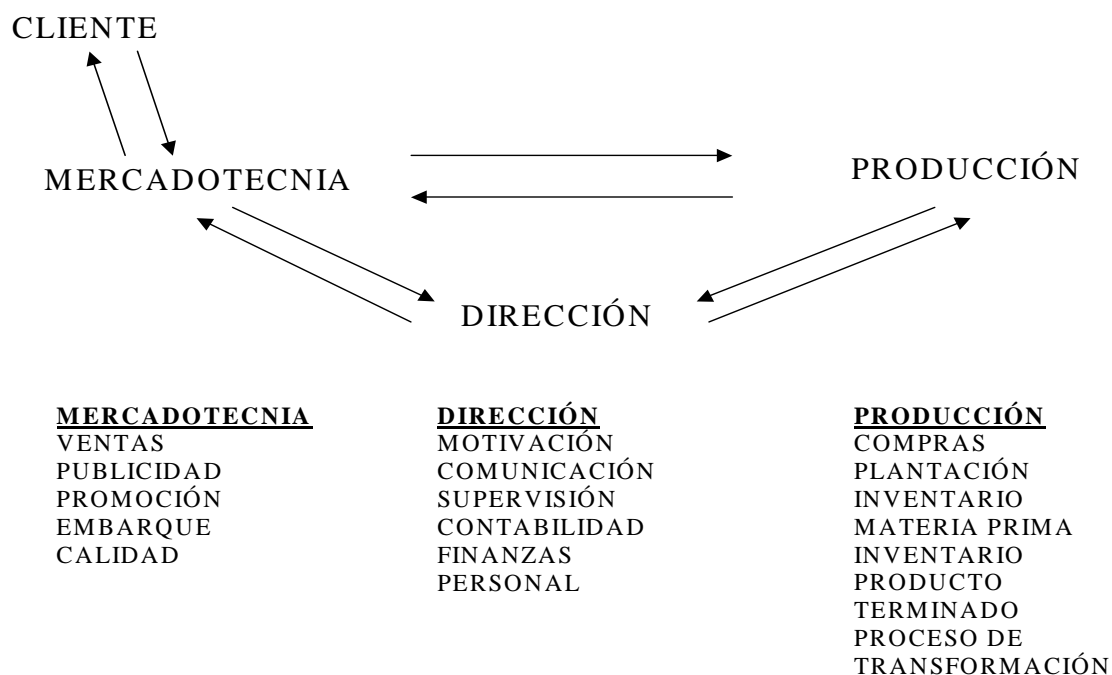 CLIENTE
MERCADOTECNIA
PRODUCCIÓN
DIRECCIÓN
MERCADOTECNIA
VENTAS
PUBLICIDAD
PROMOCIÓN
EMBARQUE
CALIDAD
DIRECCIÓN
MOTIVACIÓN
COMUNICACIÓN
SUPERVISIÓN
CONTABILIDAD
FINANZAS
PERSONAL
PRODUCCIÓN
COMPRAS
PLANTACIÓN
INVENTARIO
MATERIA PRIMA
INVENTARIO
PRODUCTO
TERMINADO
PROCESO DE
TRANSFORMACIÓN